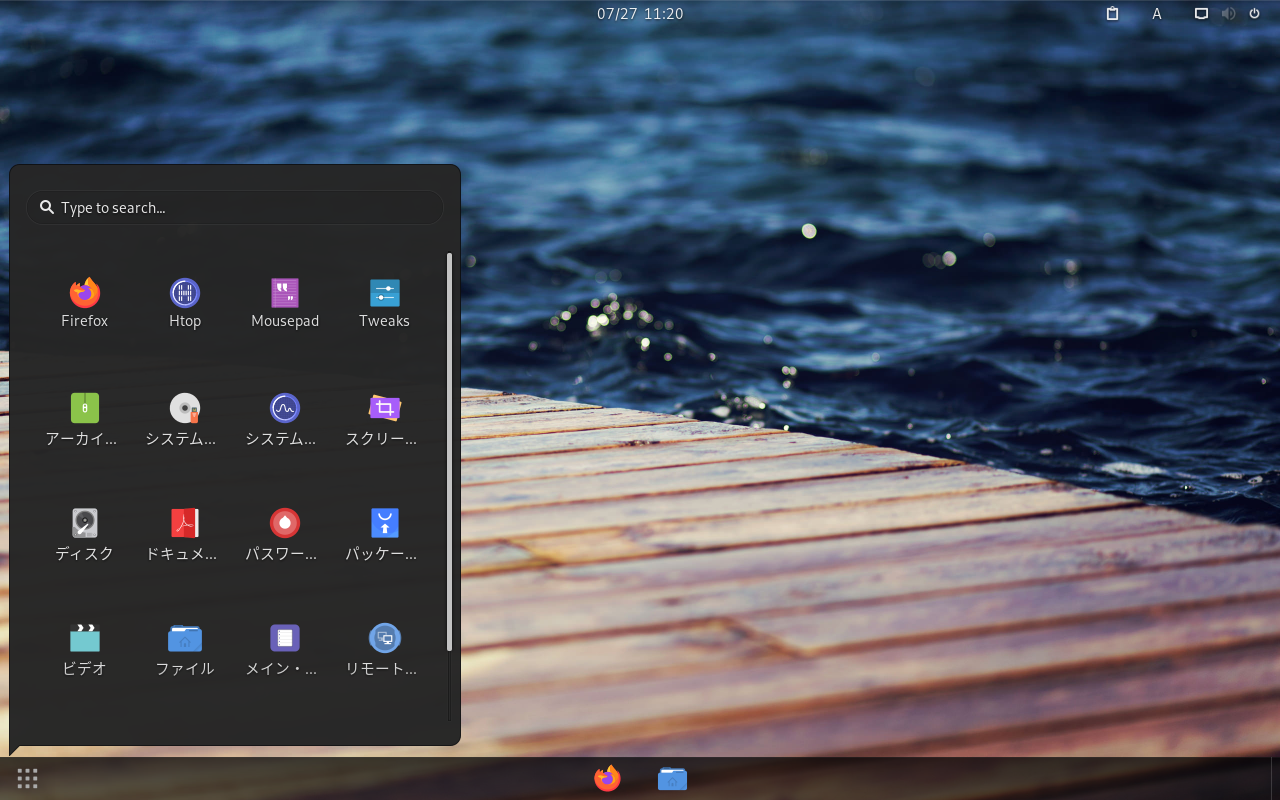 07/27 11:20
A
Type to search...
Firefox
Htop
Mousepad
Tweaks
アーカイ...
システム...
システム...
スクリー...
ディスク
ドキュメ...
パスワー...
パッケー...
ビデオ
ファイル
メイン・...
リモート...